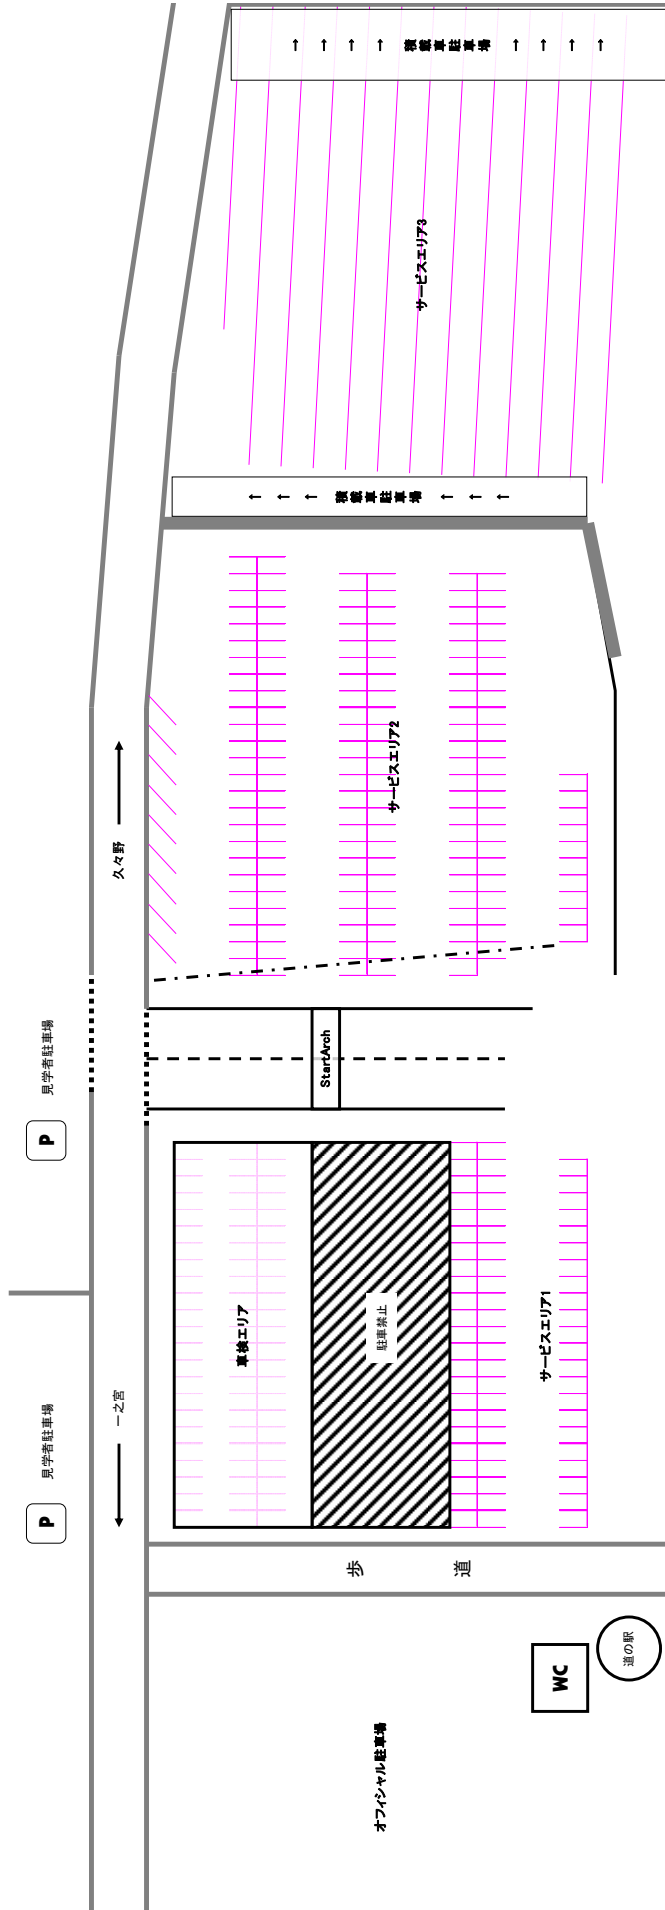 → → → → 積載車駐車場 → → → →
サービスエリア3
← ← ← 積載車駐車場 ← ← ←
サービスエリア2
久々野
見学者駐車場
P
StartArch
車検エリア
駐車禁止
サービスエリア1
一之宮
見学者駐車場
P
歩道
WC
道の駅
オフィシャル駐車場